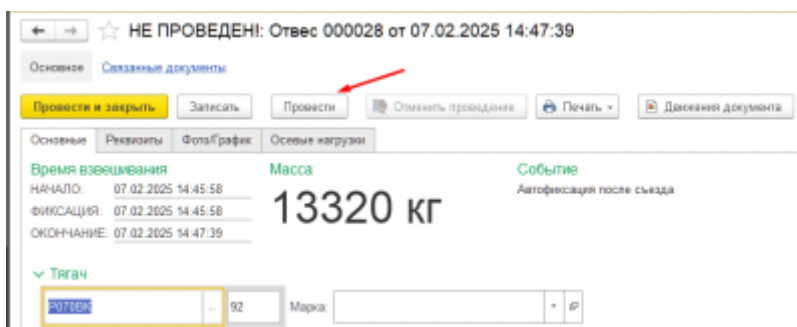 НЕ ПРОВЕДЕН!: Отвес 000028 от 07.02.2025 14:47:39
Основное Связанные документы
Провести и закрыть Записать Провести Отменить проведение Печать Движения документа
Основные Реквизиты Фото/График Осевые нагрузки
Время взвешивания Масса Событие
НАЧАЛО: 07.02.2025 14:45:58 13320 кг Автофиксация после съезда
ФИКСАЦИЯ: 07.02.2025 14:45:58
ОКОНЧАНИЕ: 07.02.2025 14:47:39
Тягач
Р070ВК ... 92 Марка: